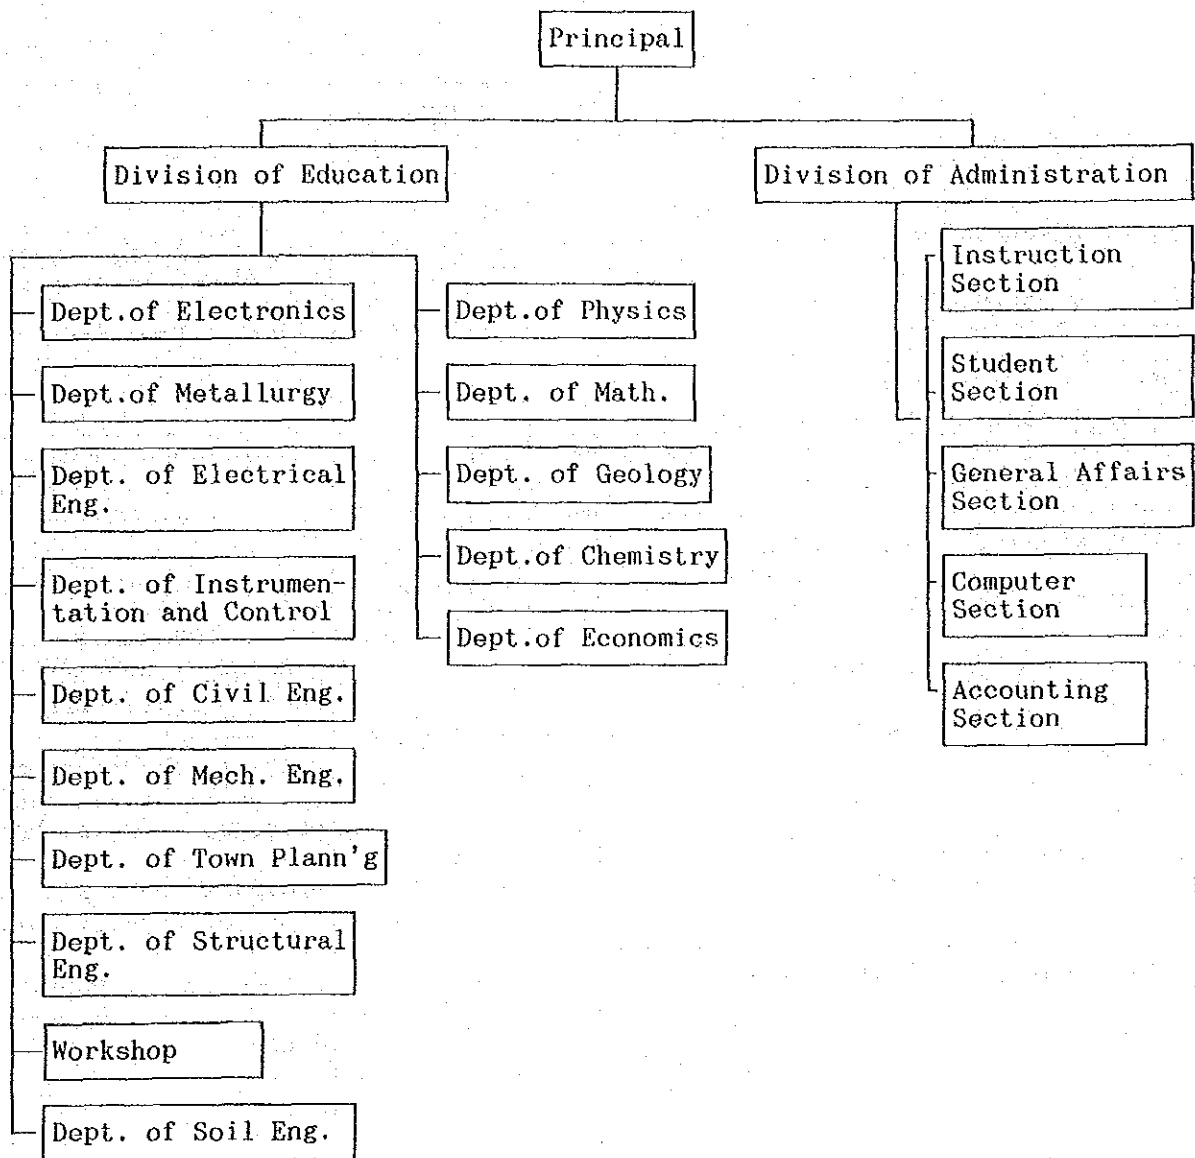 Principal
Division of Education
Division of Administration
Dept.of Electronics
Dept.of Metallurgy
Dept. of Electrical
Eng.
Dept. of Instrumen-
tation and Control
Dept. of Civil Eng.
Dept. of Mech. Eng.
Dept. of Town Plann'g
Dept. of Structural
Eng.
Workshop
Dept. of Soil Eng.
Dept.of Physics
Dept. of Math.
Dept. of Geology
Dept.of Chemistry
Dept.of Economics
Instruction
Section
Student
Section
General Affairs
Section
Computer
Section
Accounting
Section